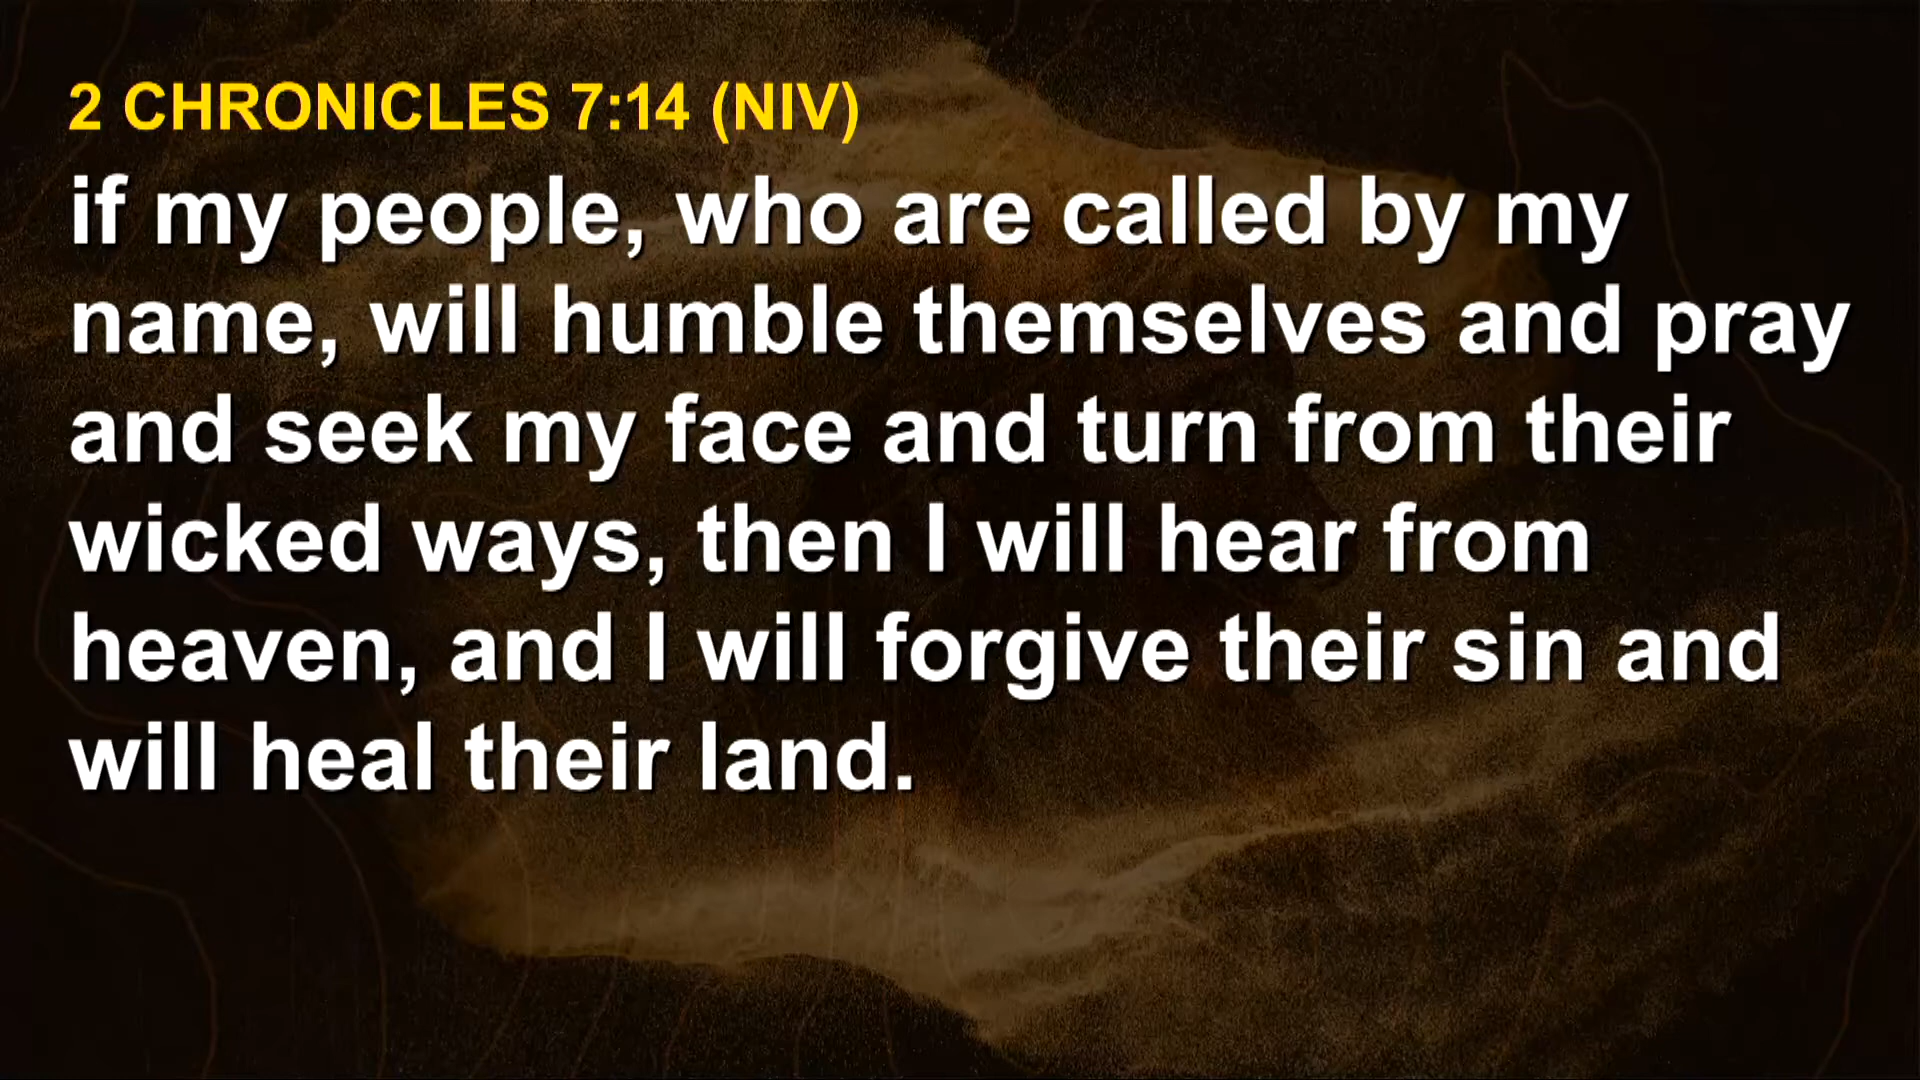 2 CHRONICLES 7:14 (NIV)
if my people, who are called by my
name, will humble themselves and pray
and seek my face and turn from their
wicked ways, then I will hear from
heaven, and I will forgive their sin and
will heal their land.